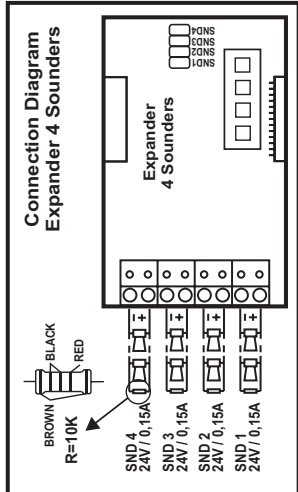 Connection Diagram
Expander 4 Sounders
BROWN
BLACK
RED
R=10K
SND 4
24V / 0,15A
SND 3
24V / 0,15A
SND 2
24V / 0,15A
SND 1
24V / 0,15A
- +
- +
- +
- +
Expander
4 Sounders
SND1
SND2
SND3
SND4